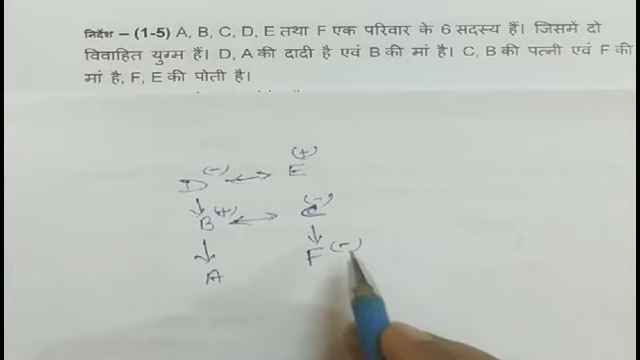 निर्देश – (1-5) A, B, C, D, E तथा F एक परिवार के 6 सदस्य हैं। जिसमें दो
विवाहित युग्म हैं। D, A की दादी है एवं B की मां है। C, B की पत्नी एवं F की
मां है, F, E की पोती है।
D (-) ↔ E (+)
↓
B (+) ↔ C (-)
↓ ↓
A F (-)